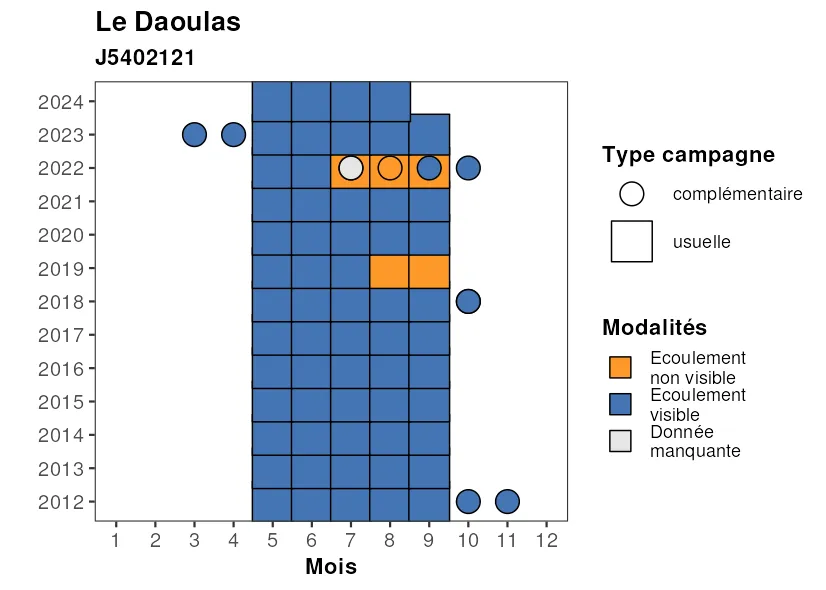 Le Daoulas
J5402121
2024
2023
2022
2021
2020
2019
2018
2017
2016
2015
2014
2013
2012
1 2 3 4 5 6 7 8 9 10 11 12
Mois
Type campagne
complémentaire
usuelle
Modalités
Ecoulement
non visible
Ecoulement
visible
Donnée
manquante